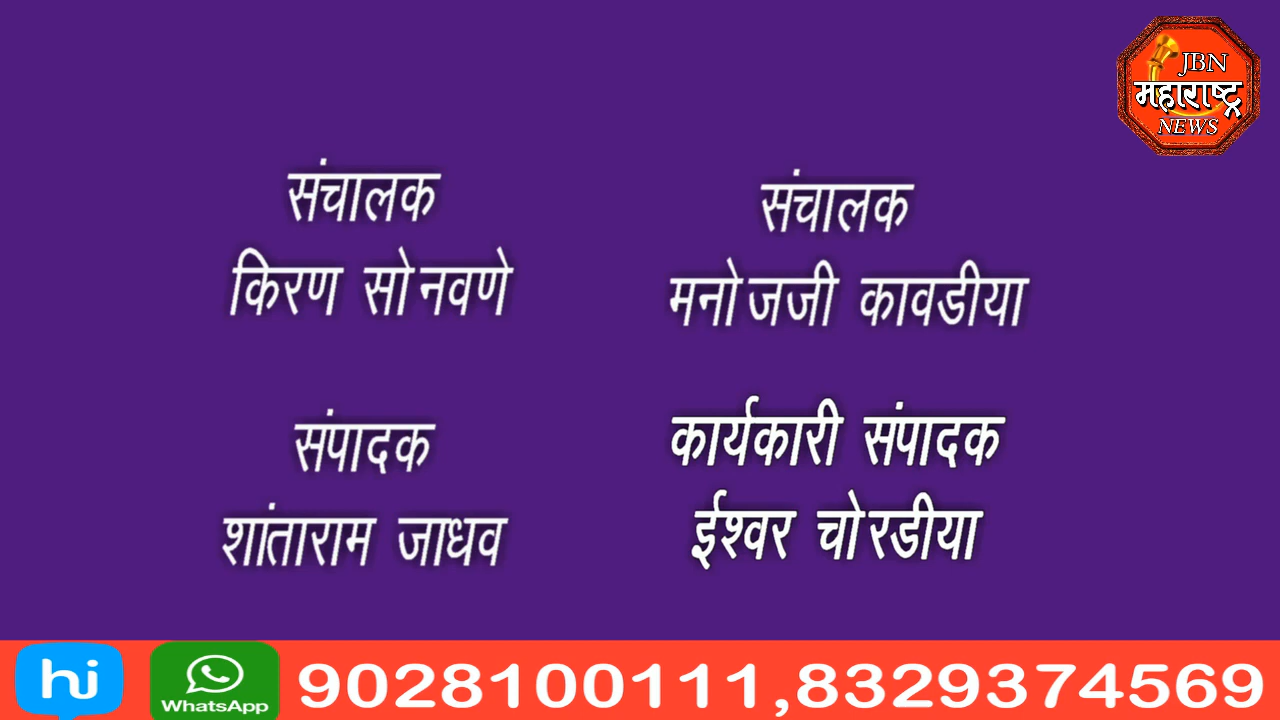 JBN
महाराष्ट्र
NEWS
संचालक
किरण सोनवणे
संचालक
मनोजजी कावडीया
संपादक
शांताराम जाधव
कार्यकारी संपादक
ईश्वर चोरडीया
hi
WhatsApp
9028100111,8329374569